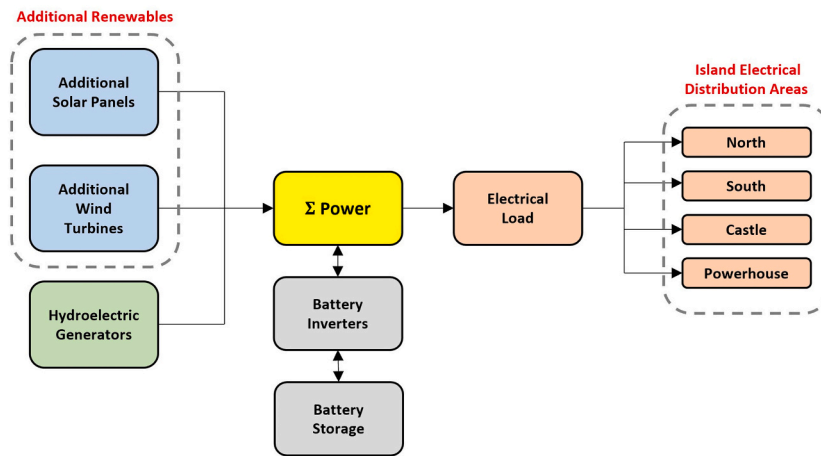 Additional Renewables
Additional
Solar Panels
Additional
Wind
Turbines
Hydroelectric
Generators
Σ Power
Battery
Inverters
Battery
Storage
Electrical
Load
Island Electrical
Distribution Areas
North
South
Castle
Powerhouse